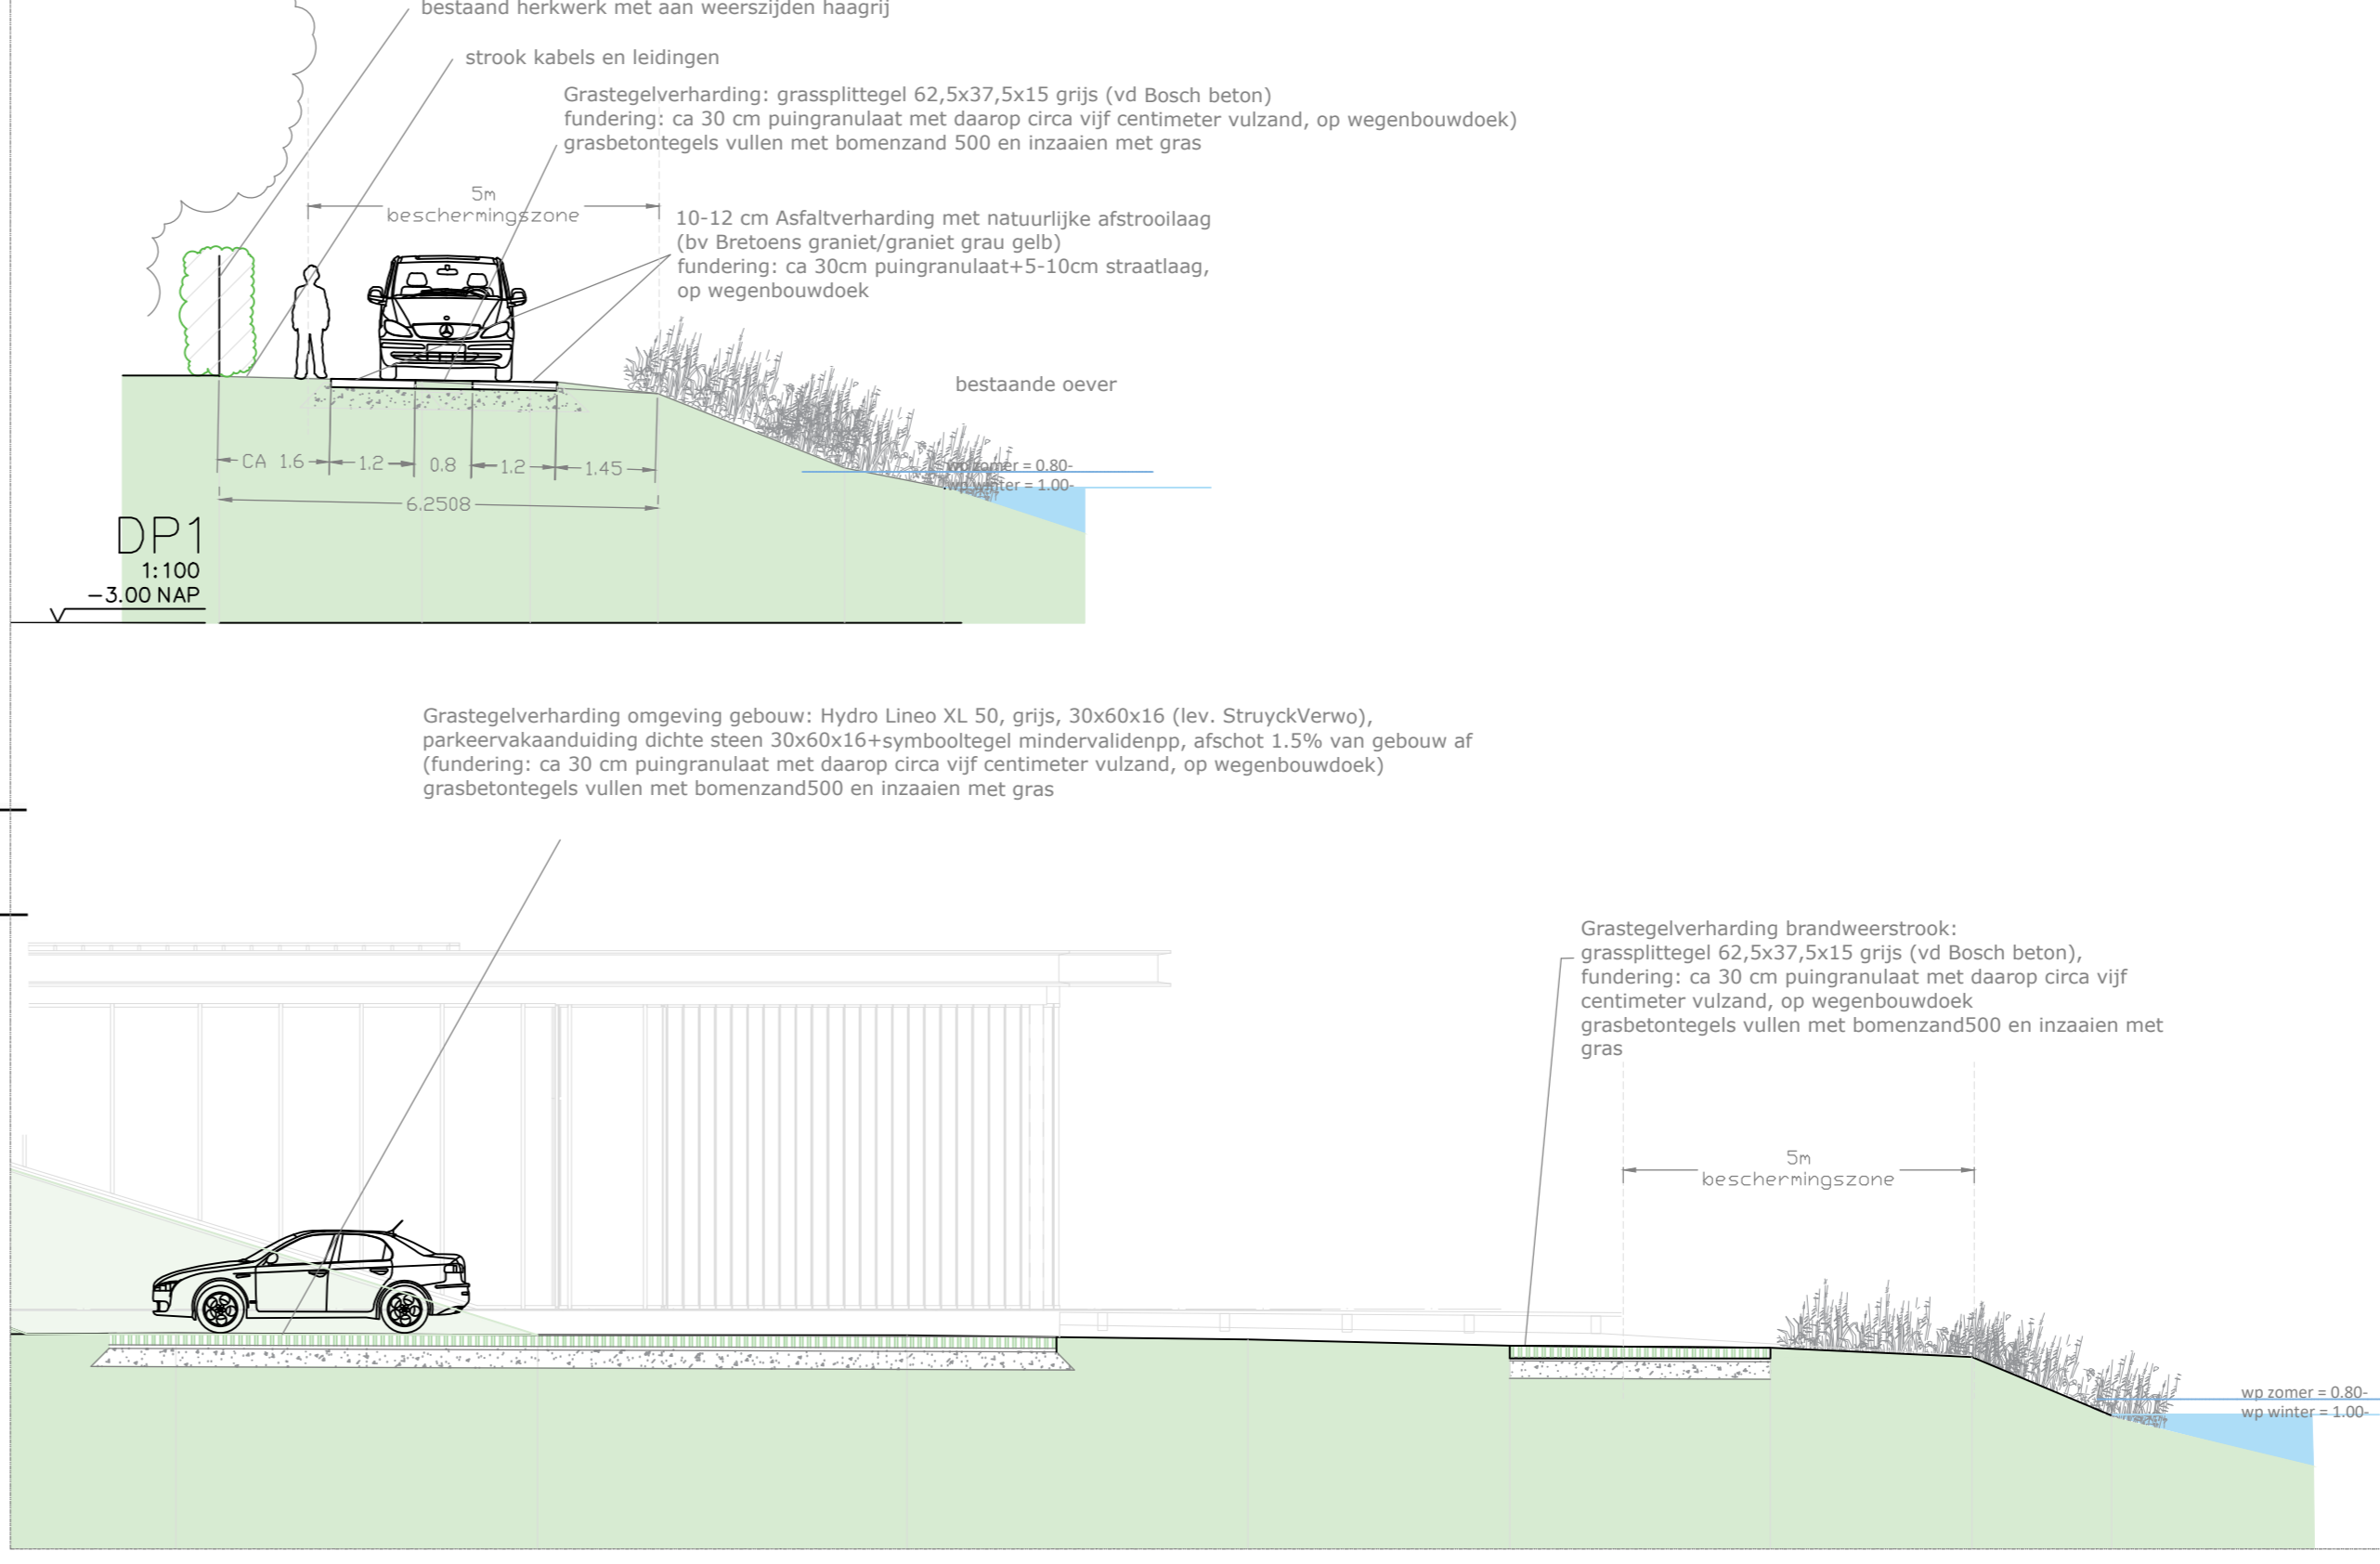 bestaand herkwerk met aan weerszijden haagrij
strook kabels en leidingen
Grastegelverharding: grassplittegel 62,5x37,5x15 grijs (vd Bosch beton)
fundering: ca 30 cm puingranulaat met daarop circa vijf centimeter vulzand, op wegenbouwdoek)
grasbetontegels vullen met bomenzand 500 en inzaaien met gras
5m
beschermingszone
10-12 cm Asfaltverharding met natuurlijke afstrooilaag
(bv Bretoens graniet/graniet grau gelb)
fundering: ca 30cm puingranulaat+5-10cm straatlaag,
op wegenbouwdoek
bestaande oever
CA 1.6 1.2 0.8 1.2 1.45
wp zomer = 0.80-
wp winter = 1.00-
6.2508
DP1
1:100
-3.00 NAP
Grastegelverharding omgeving gebouw: Hydro Lineo XL 50, grijs, 30x60x16 (lev. StruyckVerwo),
parkeervakaanduiding dichte steen 30x60x16+symbooltegel mindervalidenpp, afschot 1.5% van gebouw af
(fundering: ca 30 cm puingranulaat met daarop circa vijf centimeter vulzand, op wegenbouwdoek)
grasbetontegels vullen met bomenzand500 en inzaaien met gras
Grastegelverharding brandweerstrook:
grassplittegel 62,5x37,5x15 grijs (vd Bosch beton),
fundering: ca 30 cm puingranulaat met daarop circa vijf
centimeter vulzand, op wegenbouwdoek
grasbetontegels vullen met bomenzand500 en inzaaien met
gras
5m
beschermingszone
wp zomer = 0.80-
wp winter = 1.00-